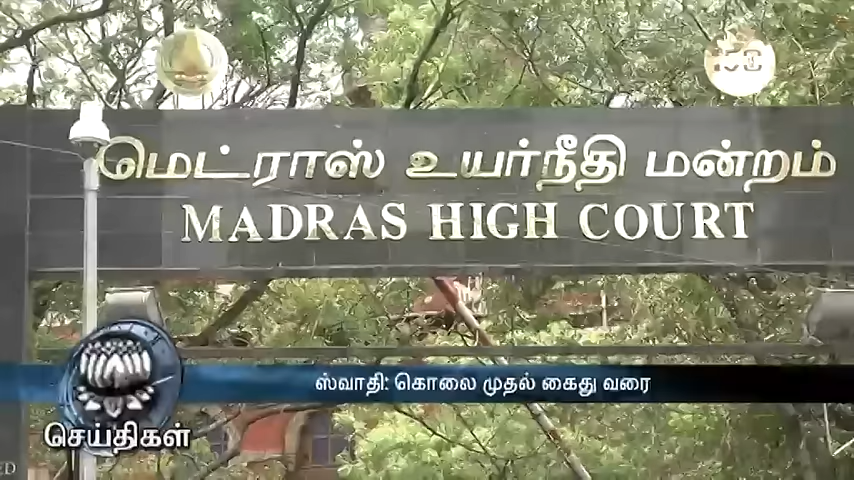 மெட்ராஸ் உயர்நீதி மன்றம்
MADRAS HIGH COURT
ஸ்வாதி: கொலை முதல் கைது வரை
செய்திகள்